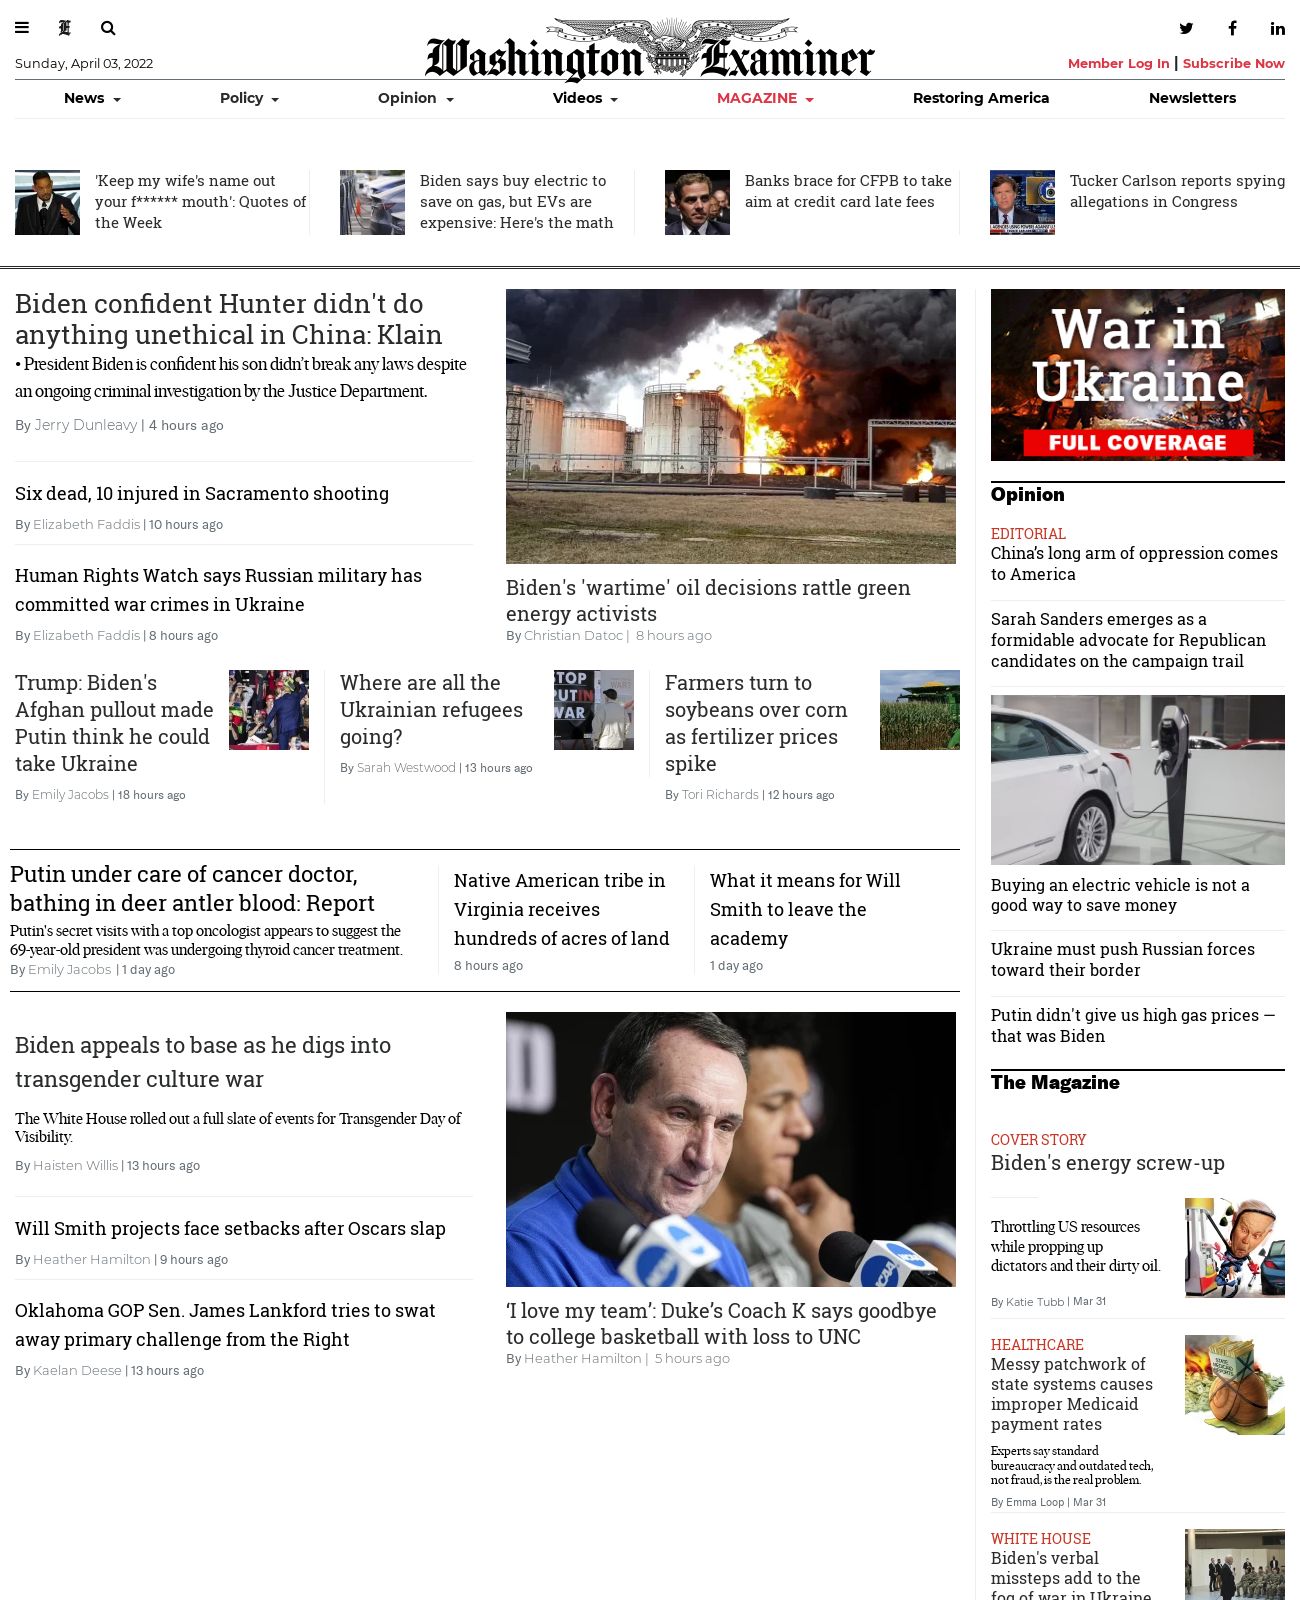 Sunday, April 03, 2022
Washington Examiner
Member Log In | Subscribe Now
News
Policy
Opinion
Videos
MAGAZINE
Restoring America
Newsletters
'Keep my wife's name out
your f****** mouth': Quotes of
the Week
Biden says buy electric to
save on gas, but EVs are
expensive: Here's the math
Banks brace for CFPB to take
aim at credit card late fees
Tucker Carlson reports spying
allegations in Congress
Biden confident Hunter didn't do
anything unethical in China: Klain
• President Biden is confident his son didn’t break any laws despite
an ongoing criminal investigation by the Justice Department.
By Jerry Dunleavy | 4 hours ago
Six dead, 10 injured in Sacramento shooting
By Elizabeth Faddis | 10 hours ago
Human Rights Watch says Russian military has
committed war crimes in Ukraine
By Elizabeth Faddis | 8 hours ago
Biden's 'wartime' oil decisions rattle green
energy activists
By Christian Datoc | 8 hours ago
Trump: Biden's
Afghan pullout made
Putin think he could
take Ukraine
By Emily Jacobs | 18 hours ago
Where are all the
Ukrainian refugees
going?
By Sarah Westwood | 13 hours ago
STOP
PUTIN
WAR
Farmers turn to
soybeans over corn
as fertilizer prices
spike
By Tori Richards | 12 hours ago
Putin under care of cancer doctor,
bathing in deer antler blood: Report
Putin's secret visits with a top oncologist appears to suggest the
69-year-old president was undergoing thyroid cancer treatment.
By Emily Jacobs | 1 day ago
Native American tribe in
Virginia receives
hundreds of acres of land
8 hours ago
What it means for Will
Smith to leave the
academy
1 day ago
Biden appeals to base as he digs into
transgender culture war
The White House rolled out a full slate of events for Transgender Day of
Visibility.
By Haisten Willis | 13 hours ago
Will Smith projects face setbacks after Oscars slap
By Heather Hamilton | 9 hours ago
Oklahoma GOP Sen. James Lankford tries to swat
away primary challenge from the Right
By Kaelan Deese | 13 hours ago
NCAA
‘I love my team’: Duke’s Coach K says goodbye
to college basketball with loss to UNC
By Heather Hamilton | 5 hours ago
War in
Ukraine
FULL COVERAGE
Opinion
EDITORIAL
China’s long arm of oppression comes
to America
Sarah Sanders emerges as a
formidable advocate for Republican
candidates on the campaign trail
Buying an electric vehicle is not a
good way to save money
Ukraine must push Russian forces
toward their border
Putin didn't give us high gas prices —
that was Biden
The Magazine
COVER STORY
Biden's energy screw-up
Throttling US resources
while propping up
dictators and their dirty oil.
By Katie Tubb | Mar 31
HEALTHCARE
Messy patchwork of
state systems causes
improper Medicaid
payment rates
Experts say standard
bureaucracy and outdated tech,
not fraud, is the real problem.
By Emma Loop | Mar 31
WHITE HOUSE
Biden's verbal
missteps add to the
fog of war in Ukraine